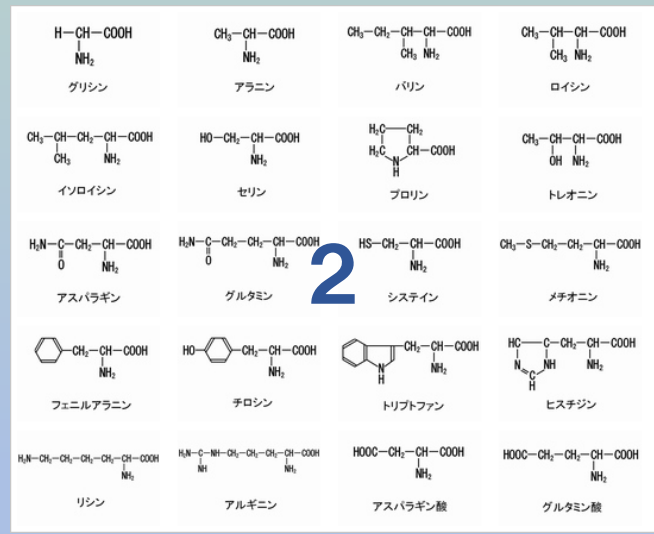 H-CH-COOH
NH₂
グリシン
CH₃-CH-COOH
NH₂
アラニン
CH₃-CH₂-CH-CH-COOH
CH₃ NH₂
バリン
CH₃-CH-CH-COOH
CH₃ NH₂
ロイシン
CH₃-CH-CH₂-CH-COOH
CH₃ NH₂
イソロイシン
HO-CH₂-CH-COOH
NH₂
セリン
H₂C CH₂
H₂C CH-COOH
N
H
プロリン
CH₃-CH-CH-COOH
OH NH₂
トレオニン
H₂N-C-CH₂-CH-COOH
O NH₂
アスパラギン
H₂N-C-CH₂-CH₂-CH-COOH
O NH₂
グルタミン
2
HS-CH₂-CH-COOH
NH₂
システイン
CH₃-S-CH₂-CH₂-CH-COOH
NH₂
メチオニン
CH₂-CH-COOH
NH₂
フェニルアラニン
HO CH₂-CH-COOH
NH₂
チロシン
CH₂-CH-COOH
N NH₂
H
トリプトファン
HC C-CH₂-CH-COOH
N NH NH₂
C
H
ヒスチジン
H₂N-CH₂-CH₂-CH₂-CH₂-CH-COOH
NH₂
リシン
H₂N-C-NH-CH₂-CH₂-CH₂-CH-COOH
NH NH₂
アルギニン
HOOC-CH₂-CH-COOH
NH₂
アスパラギン酸
HOOC-CH₂-CH₂-CH-COOH
NH₂
グルタミン酸